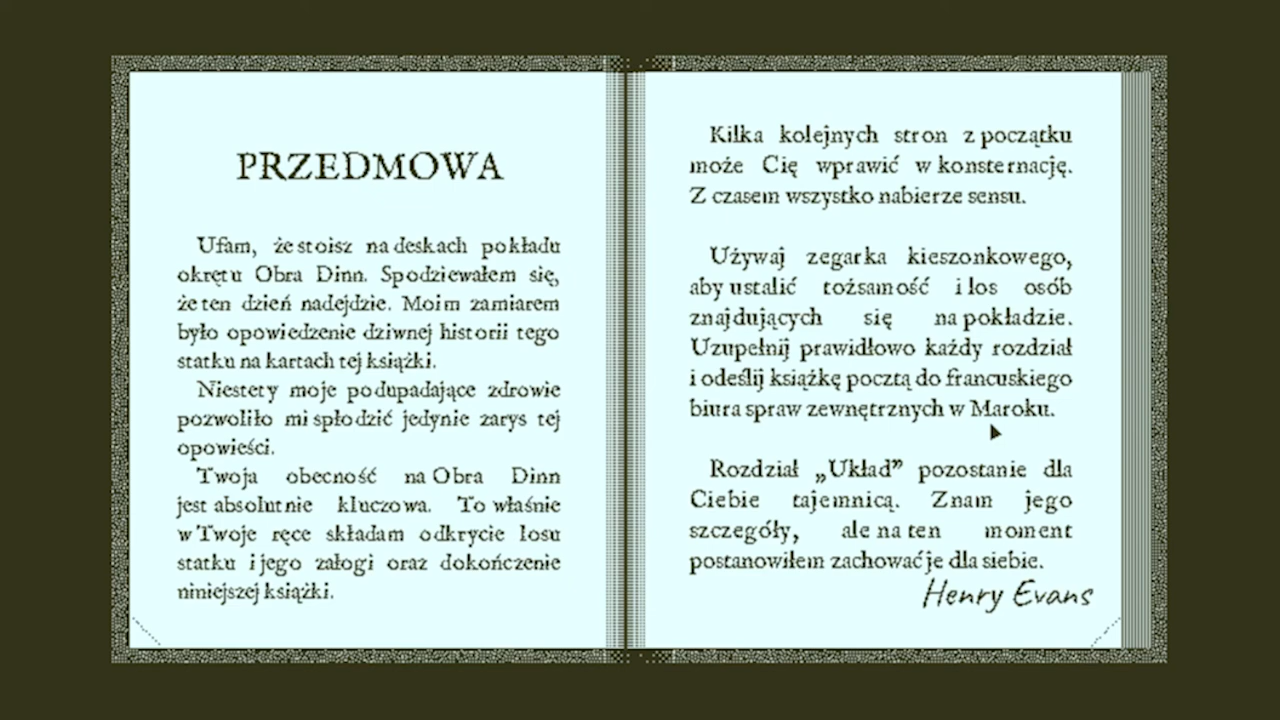 PRZEDMOWA
Ufam, że stoisz na deskach pokładu
okrętu Obra Dinn. Spodziewałem się,
że ten dzień nadejdzie. Moim zamiarem
było opowiedzenie dziwnej historii tego
statku na kartach tej książki.
Niestety moje podupadające zdrowie
pozwoliło mi spłodzić jedynie zarys tej
opowieści.
Twoja obecność na Obra Dinn
jest absolutnie kluczowa. To właśnie
w Twoje ręce składam odkrycie losu
statku i jego załogi oraz dokończenie
niniejszej książki.
Kilka kolejnych stron z początku
może Cię wprawić w konsternację.
Z czasem wszystko nabierze sensu.
Używaj zegarka kieszonkowego,
aby ustalić tożsamość i los osób
znajdujących się na pokładzie.
Uzupełnij prawidłowo każdy rozdział
i odeślij książkę pocztą do francuskiego
biura spraw zewnętrznych w Maroku.
Rozdział „Układ” pozostanie dla
Ciebie tajemnicą. Znam jego
szczegóły, ale na ten moment
postanowiłem zachować je dla siebie.
Henry Evans